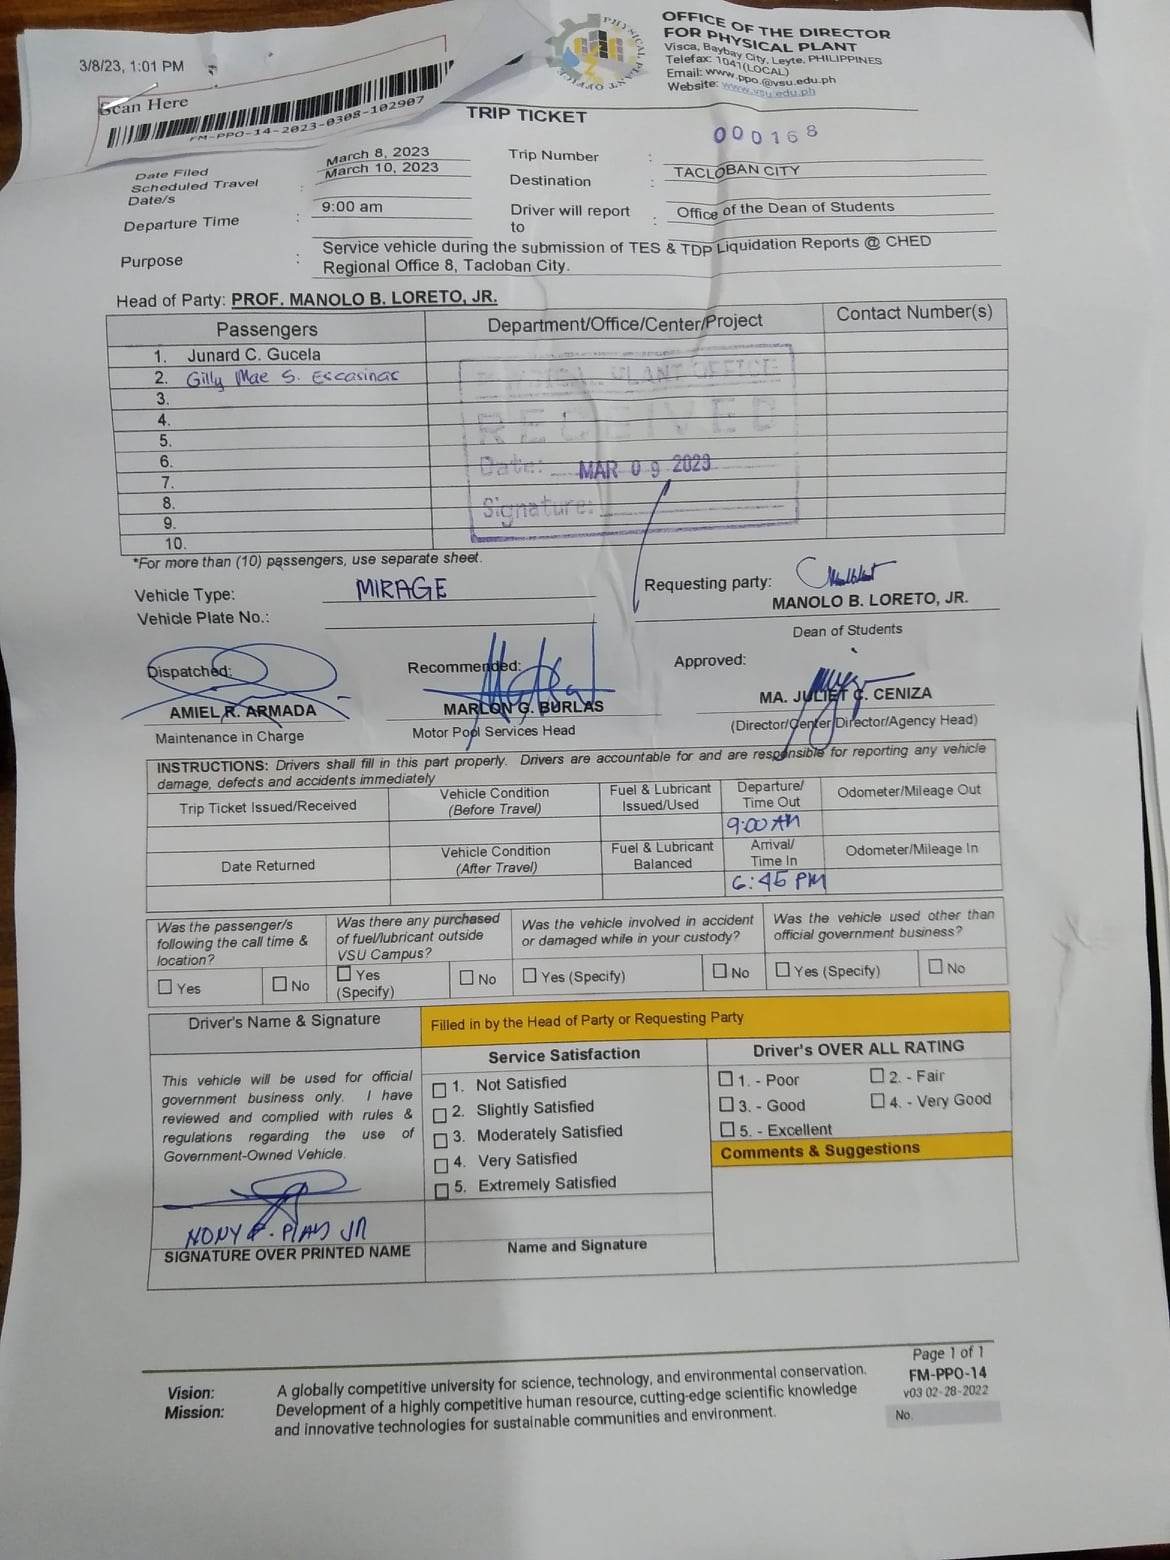 OFFICE OF THE DIRECTOR
FOR PHYSICAL PLANT
Visca, Baybay City, Leyte, PHILIPPINES
Telefax: 1041(LOCAL)
Email: www.ppo.@vsu.edu.ph
Website: www.vsu.edu.ph
3/8/23, 1:01 PM
Scan Here
FM-PPO-14-2023-0308-102907
PHYSICAL PLANT OFFICE
TRIP TICKET
000168
Date Filed March 8, 2023 Trip Number :
Scheduled Travel Date/s : March 10, 2023 Destination : TACLOBAN CITY
Departure Time : 9:00 am Driver will report to : Office of the Dean of Students
Purpose : Service vehicle during the submission of TES & TDP Liquidation Reports @ CHED
Regional Office 8, Tacloban City.
Head of Party: PROF. MANOLO B. LORETO, JR.
Passengers Department/Office/Center/Project Contact Number(s)
1. Junard C. Gucela
2. Gilly Mae S. Escasinas
3.
4.
5.
6.
7.
8.
9.
10.
PHYSICAL PLANT OFFICE
RECEIVED
Date: MAR 09 2023
Signature:
*For more than (10) passengers, use separate sheet.
Vehicle Type: MIRAGE
Vehicle Plate No.:
Requesting party:
MANOLO B. LORETO, JR.
Dean of Students
Dispatched: Recommended: Approved:
AMIEL R. ARMADA MARLON G. BURLAS MA. JULIET C. CENIZA
Maintenance in Charge Motor Pool Services Head (Director/Center Director/Agency Head)
INSTRUCTIONS: Drivers shall fill in this part properly. Drivers are accountable for and are responsible for reporting any vehicle
damage, defects and accidents immediately
Trip Ticket Issued/Received Vehicle Condition (Before Travel) Fuel & Lubricant Issued/Used Departure/ Time Out Odometer/Mileage Out
9:00 AM
Date Returned Vehicle Condition (After Travel) Fuel & Lubricant Balanced Arrival/ Time In Odometer/Mileage In
6:45 PM
Was the passenger/s following the call time & location?
Was there any purchased of fuel/lubricant outside VSU Campus?
Was the vehicle involved in accident or damaged while in your custody?
Was the vehicle used other than official government business?
Yes No Yes (Specify) No Yes (Specify) No Yes (Specify) No
Driver's Name & Signature Filled in by the Head of Party or Requesting Party
This vehicle will be used for official
government business only. I have
reviewed and complied with rules &
regulations regarding the use of
Government-Owned Vehicle.
SIGNATURE OVER PRINTED NAME
Service Satisfaction
1. Not Satisfied
2. Slightly Satisfied
3. Moderately Satisfied
4. Very Satisfied
5. Extremely Satisfied
Name and Signature
Driver's OVER ALL RATING
1. - Poor 2. - Fair
3. - Good 4. - Very Good
5. - Excellent
Comments & Suggestions
Vision: A globally competitive university for science, technology, and environmental conservation.
Mission: Development of a highly competitive human resource, cutting-edge scientific knowledge
and innovative technologies for sustainable communities and environment.
Page 1 of 1
FM-PPO-14
v03 02-28-2022
No.